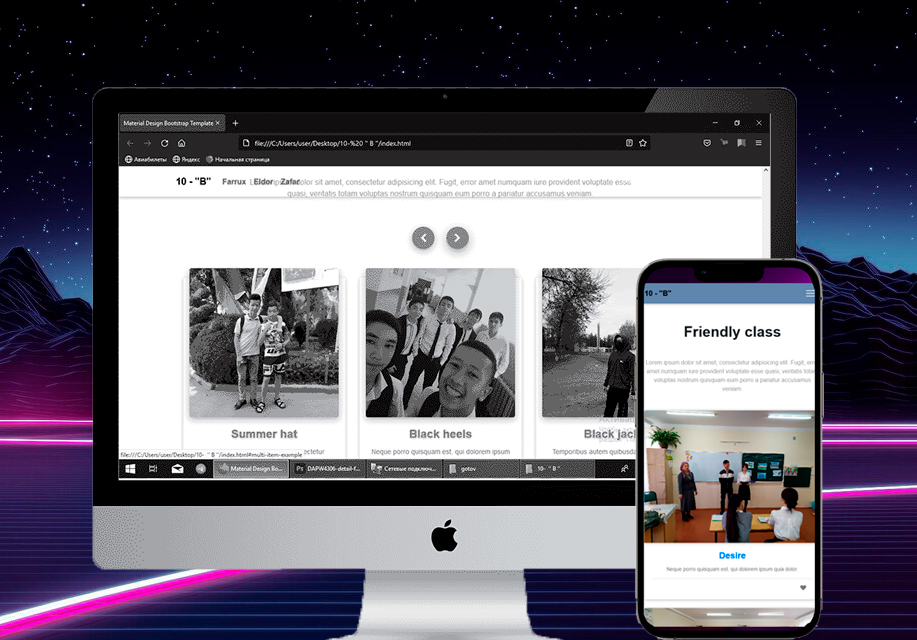 Material Design Bootstrap Template
file:///C:/Users/user/Desktop/10-%20 ~ B ~/index.html
Авиабилеты Яндекс Начальная страница
10 - "B" Farrux Eldor Zafar
dolor sit amet, consectetur adipisicing elit. Fugit, error amet numquam iure provident voluptate esse
quasi, veritatis totam voluptas nostrum quisquam eum porro a pariatur accusamus veniam.
Summer hat
Black heels
Neque porro quisquam est, qui dolorem ipsum
Temporibus autem quibusda
file:///C:/Users/user/Desktop/10- ~ B ~/index.html#multi-item-example
Material Design Bo...
Ps DAPW4306-detail-f...
Сетевые подключ...
gotov
10- ~ B ~
10 - "B"
Friendly class
Lorem ipsum dolor sit amet, consectetur adipisicing elit. Fugit, error
amet numquam iure provident voluptate esse quasi, veritatis totam
voluptas nostrum quisquam eum porro a pariatur accusamus
veniam.
Desire
Neque porro quisquam est, qui dolorem ipsum quia dolor